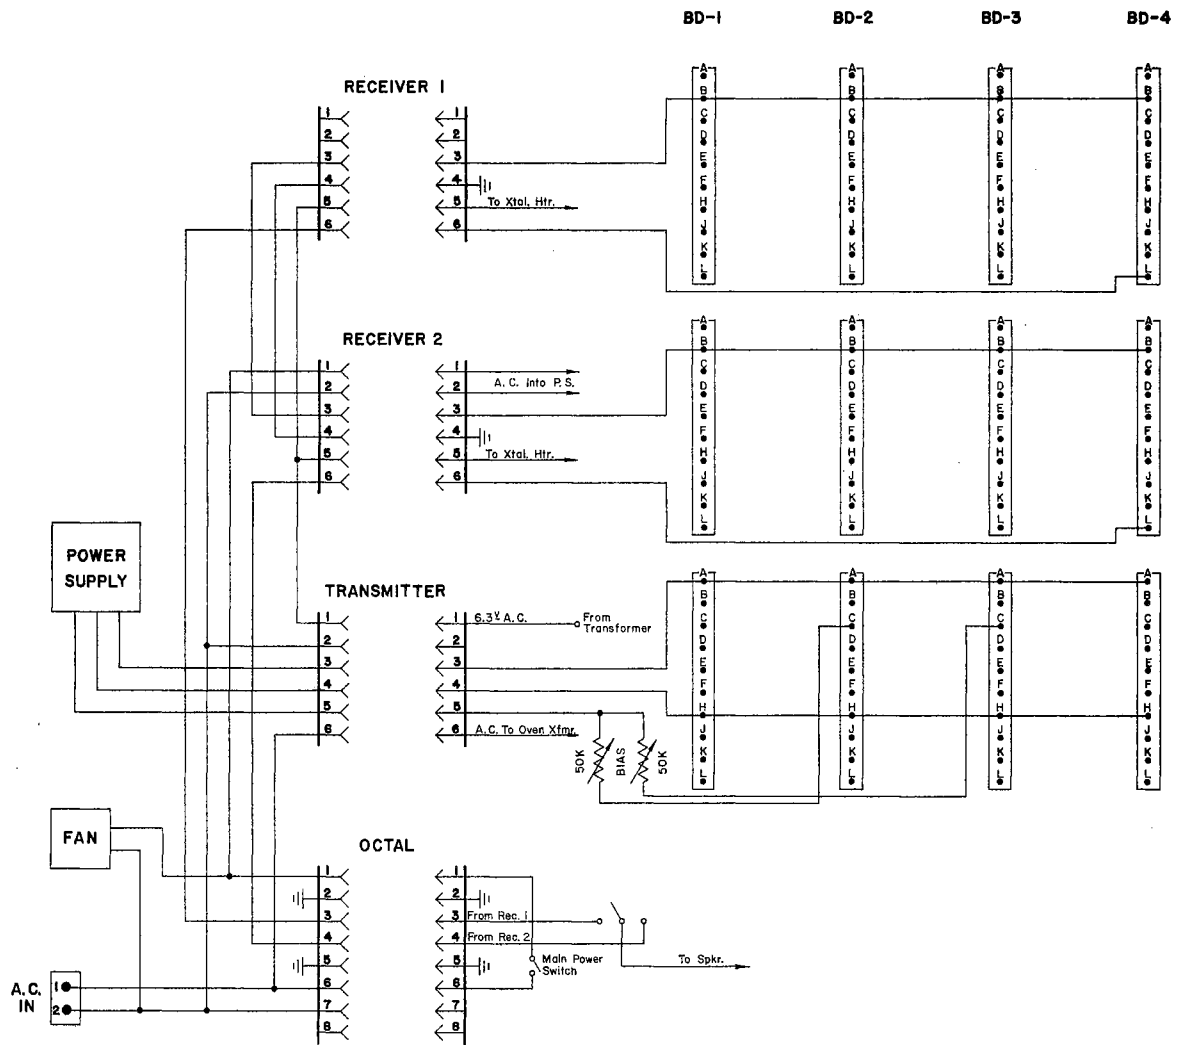 BD-1 BD-2 BD-3 BD-4
RECEIVER 1
1 1
2 2
3 3
4 4
5 5 To Xtal. Htr.
6 6
A A A A
B B B B
C C C C
D D D D
E E E E
F F F F
H H H H
J J J J
K K K K
L L L L
RECEIVER 2
1 1
2 2 A.C. into P.S.
3 3
4 4
5 5 To Xtal. Htr.
6 6
A A A A
B B B B
C C C C
D D D D
E E E E
F F F F
H H H H
J J J J
K K K K
L L L L
POWER
SUPPLY
TRANSMITTER
1 1 6.3V A.C. From
Transformer
2 2
3 3
4 4
5 5
6 6 A.C. To Oven Xfmr.
50K BIAS 50K
A A A A
B B B B
C C C C
D D D D
E E E E
F F F F
H H H H
J J J J
K K K K
L L L L
FAN
OCTAL
1 1
2 2
3 3 From Rec. 1
4 4 From Rec. 2
5 5 Main Power
Switch
To Spkr.
6 6
7 7
8 8
A.C.
IN
1
2